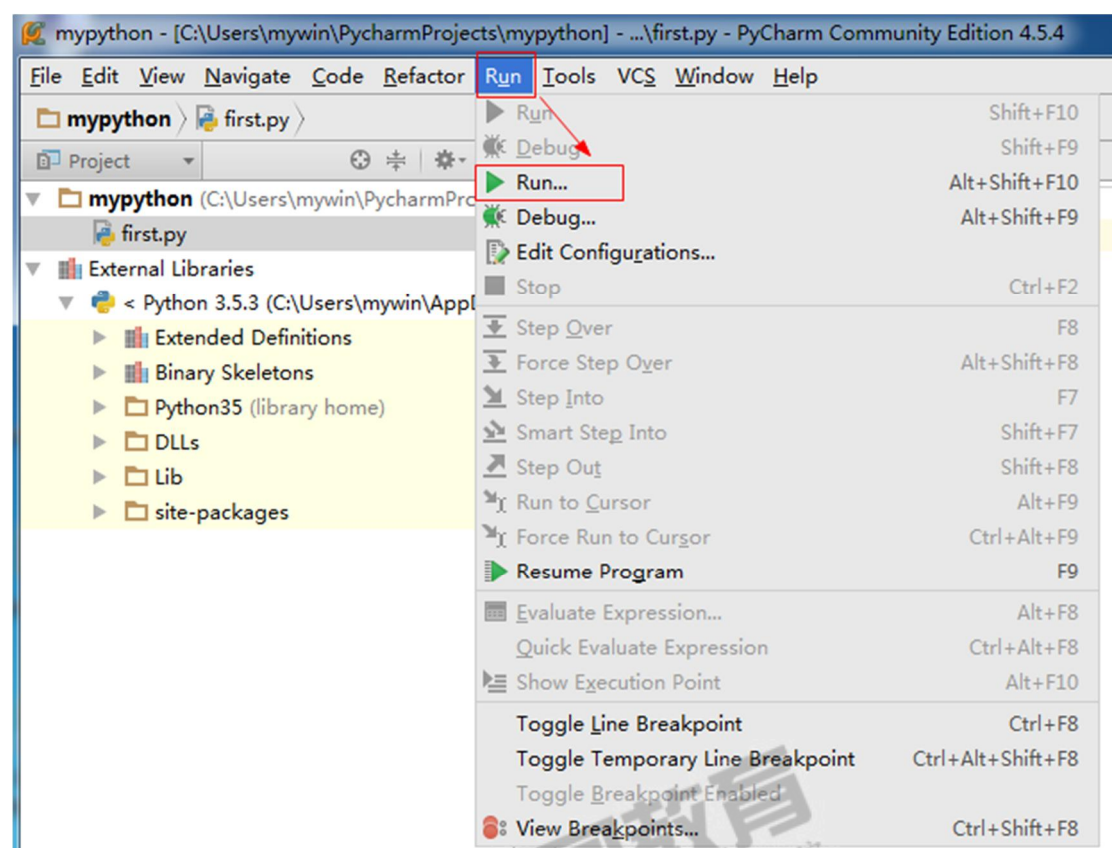 mypython - [C:\Users\mywin\PycharmProjects\mypython] - ...\first.py - PyCharm Community Edition 4.5.4
File Edit View Navigate Code Refactor Run Tools VCS Window Help
mypython first.py
Project
mypython (C:\Users\mywin\PycharmPro
first.py
External Libraries
< Python 3.5.3 (C:\Users\mywin\AppD
Extended Definitions
Binary Skeletons
Python35 (library home)
DLLs
Lib
site-packages
Run Shift+F10
Debug Shift+F9
Run... Alt+Shift+F10
Debug... Alt+Shift+F9
Edit Configurations...
Stop Ctrl+F2
Step Over F8
Force Step Over Alt+Shift+F8
Step Into F7
Smart Step Into Shift+F7
Step Out Shift+F8
Run to Cursor Alt+F9
Force Run to Cursor Ctrl+Alt+F9
Resume Program F9
Evaluate Expression... Alt+F8
Quick Evaluate Expression Ctrl+Alt+F8
Show Execution Point Alt+F10
Toggle Line Breakpoint Ctrl+F8
Toggle Temporary Line Breakpoint Ctrl+Alt+Shift+F8
Toggle Breakpoint Enabled
View Breakpoints... Ctrl+Shift+F8
教育